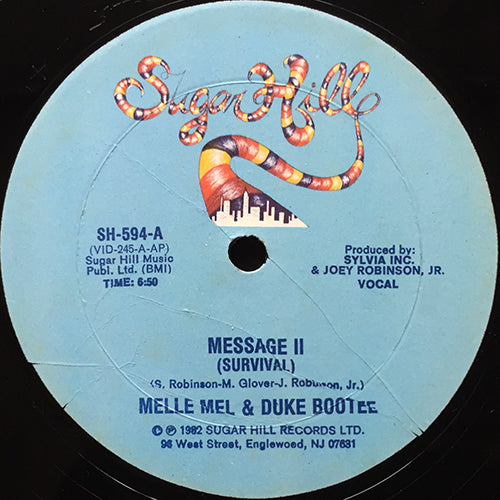 Sugar Hill
SH-594-A
(VID-245-A-AP)
Sugar Hill Music
Publ. Ltd. (BMI)
TIME: 6:50
Produced by:
SYLVIA INC.
& JOEY ROBINSON, JR.
VOCAL
MESSAGE II
(SURVIVAL)
(S. Robinson-M. Glover-J. Robinson, Jr.)
MELLE MEL & DUKE BOOTEE
© ℗ 1982 SUGAR HILL RECORDS LTD.
96 West Street, Englewood, NJ 07631